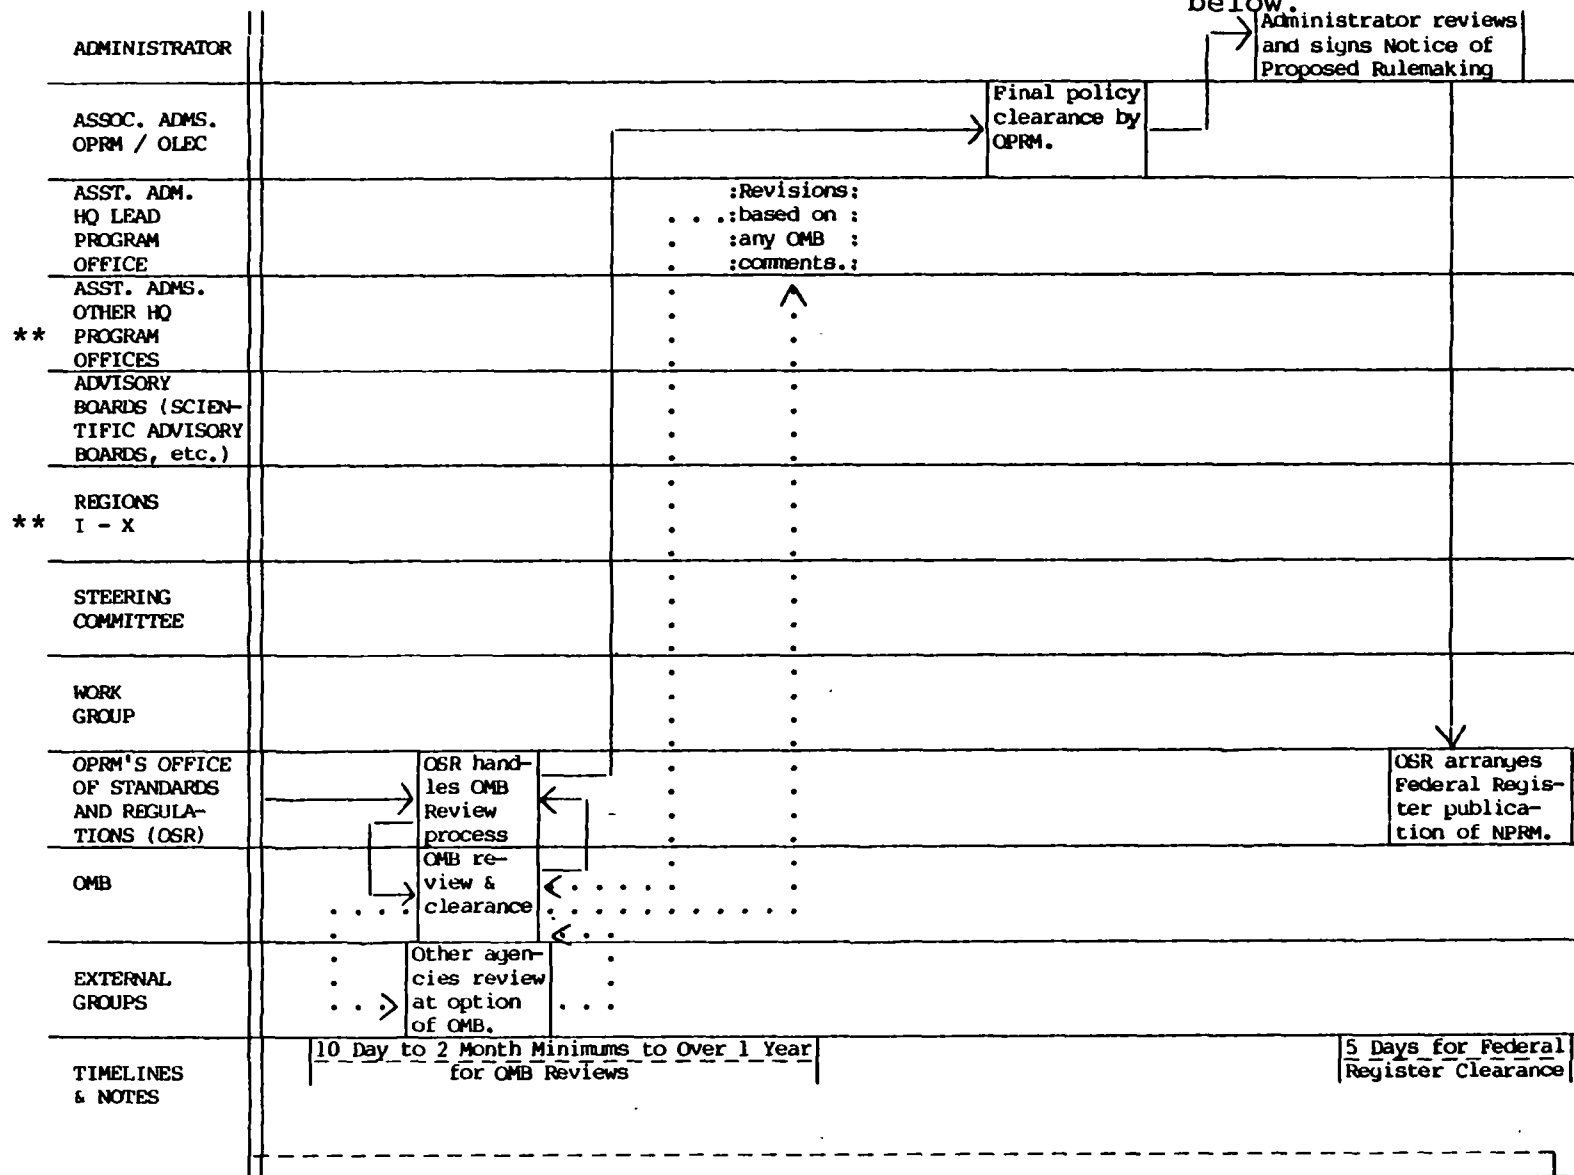 below.
ADMINISTRATOR
Administrator reviews
and signs Notice of
Proposed Rulemaking
ASSOC. ADMS.
OPRM / OLEC
Final policy
clearance by
OPRM.
ASST. ADM.
HQ LEAD
PROGRAM
OFFICE
:Revisions:
:based on :
:any OMB :
:comments.:
ASST. ADMS.
OTHER HQ
** PROGRAM
OFFICES
ADVISORY
BOARDS (SCIEN-
TIFIC ADVISORY
BOARDS, etc.)
REGIONS
** I - X
STEERING
COMMITTEE
WORK
GROUP
OPRM'S OFFICE
OF STANDARDS
AND REGULA-
TIONS (OSR)
OSR hand-
les OMB
Review
process
OSR arranges
Federal Regis-
ter publica-
tion of NPRM.
OMB
OMB re-
view &
clearance
EXTERNAL
GROUPS
Other agen-
cies review
at option
of OMB.
TIMELINES
& NOTES
10 Day to 2 Month Minimums to Over 1 Year
for OMB Reviews
5 Days for Federal
Register Clearance